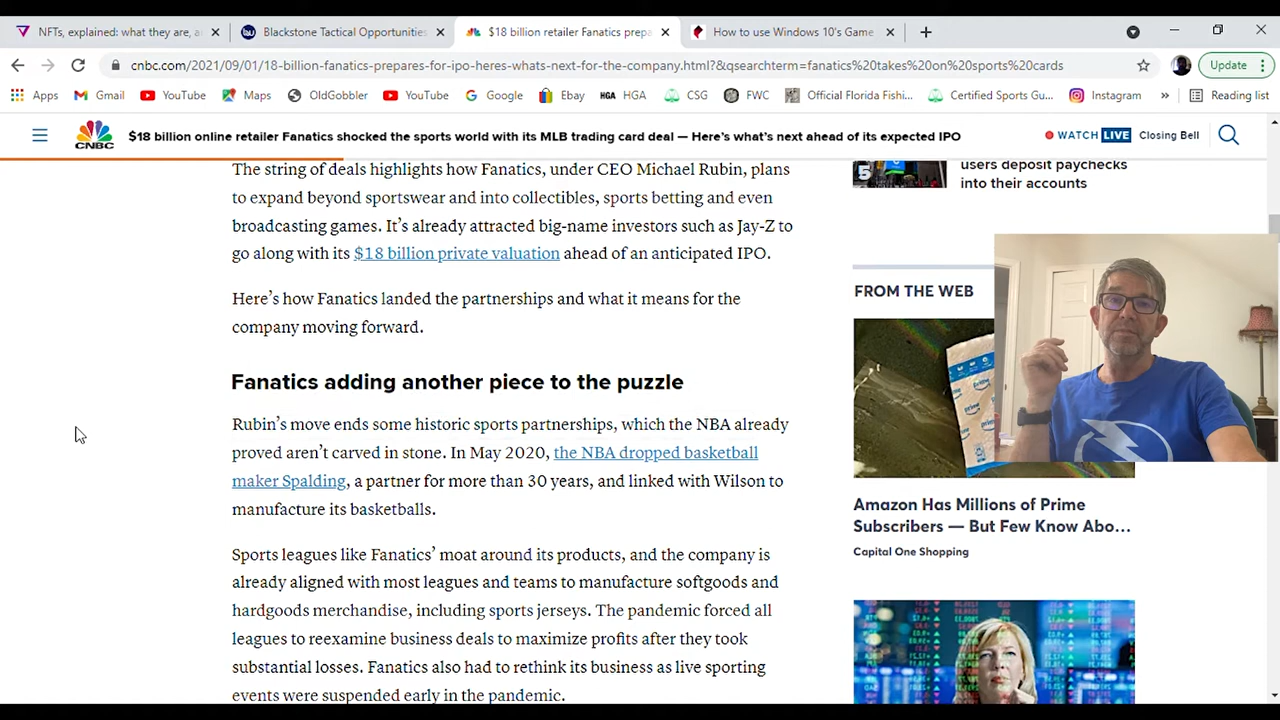 NFTs, explained: what they are, a
Blackstone Tactical Opportunities
$18 billion retailer Fanatics prepa
How to use Windows 10's Game
cnbc.com/2021/09/01/18-billion-fanatics-prepares-for-ipo-heres-whats-next-for-the-company.html?&qsearchterm=fanatics%20takes%20on%20sports%20cards
Update
Apps
Gmail
YouTube
Maps
OldGobbler
YouTube
Google
Ebay
HGA HGA
CSG
FWC
Official Florida Fishi...
Certified Sports Gu...
Instagram
»
Reading list
CNBC
$18 billion online retailer Fanatics shocked the sports world with its MLB trading card deal — Here's what's next ahead of its expected IPO
WATCH LIVE
Closing Bell
The string of deals highlights how Fanatics, under CEO Michael Rubin, plans
to expand beyond sportswear and into collectibles, sports betting and even
broadcasting games. It's already attracted big-name investors such as Jay-Z to
go along with its $18 billion private valuation ahead of an anticipated IPO.
Here's how Fanatics landed the partnerships and what it means for the
company moving forward.
Fanatics adding another piece to the puzzle
Rubin's move ends some historic sports partnerships, which the NBA already
proved aren't carved in stone. In May 2020, the NBA dropped basketball
maker Spalding, a partner for more than 30 years, and linked with Wilson to
manufacture its basketballs.
Sports leagues like Fanatics' moat around its products, and the company is
already aligned with most leagues and teams to manufacture softgoods and
hardgoods merchandise, including sports jerseys. The pandemic forced all
leagues to reexamine business deals to maximize profits after they took
substantial losses. Fanatics also had to rethink its business as live sporting
events were suspended early in the pandemic.
5
users deposit paychecks
into their accounts
FROM THE WEB
Amazon Has Millions of Prime
Subscribers — But Few Know Abo...
Capital One Shopping